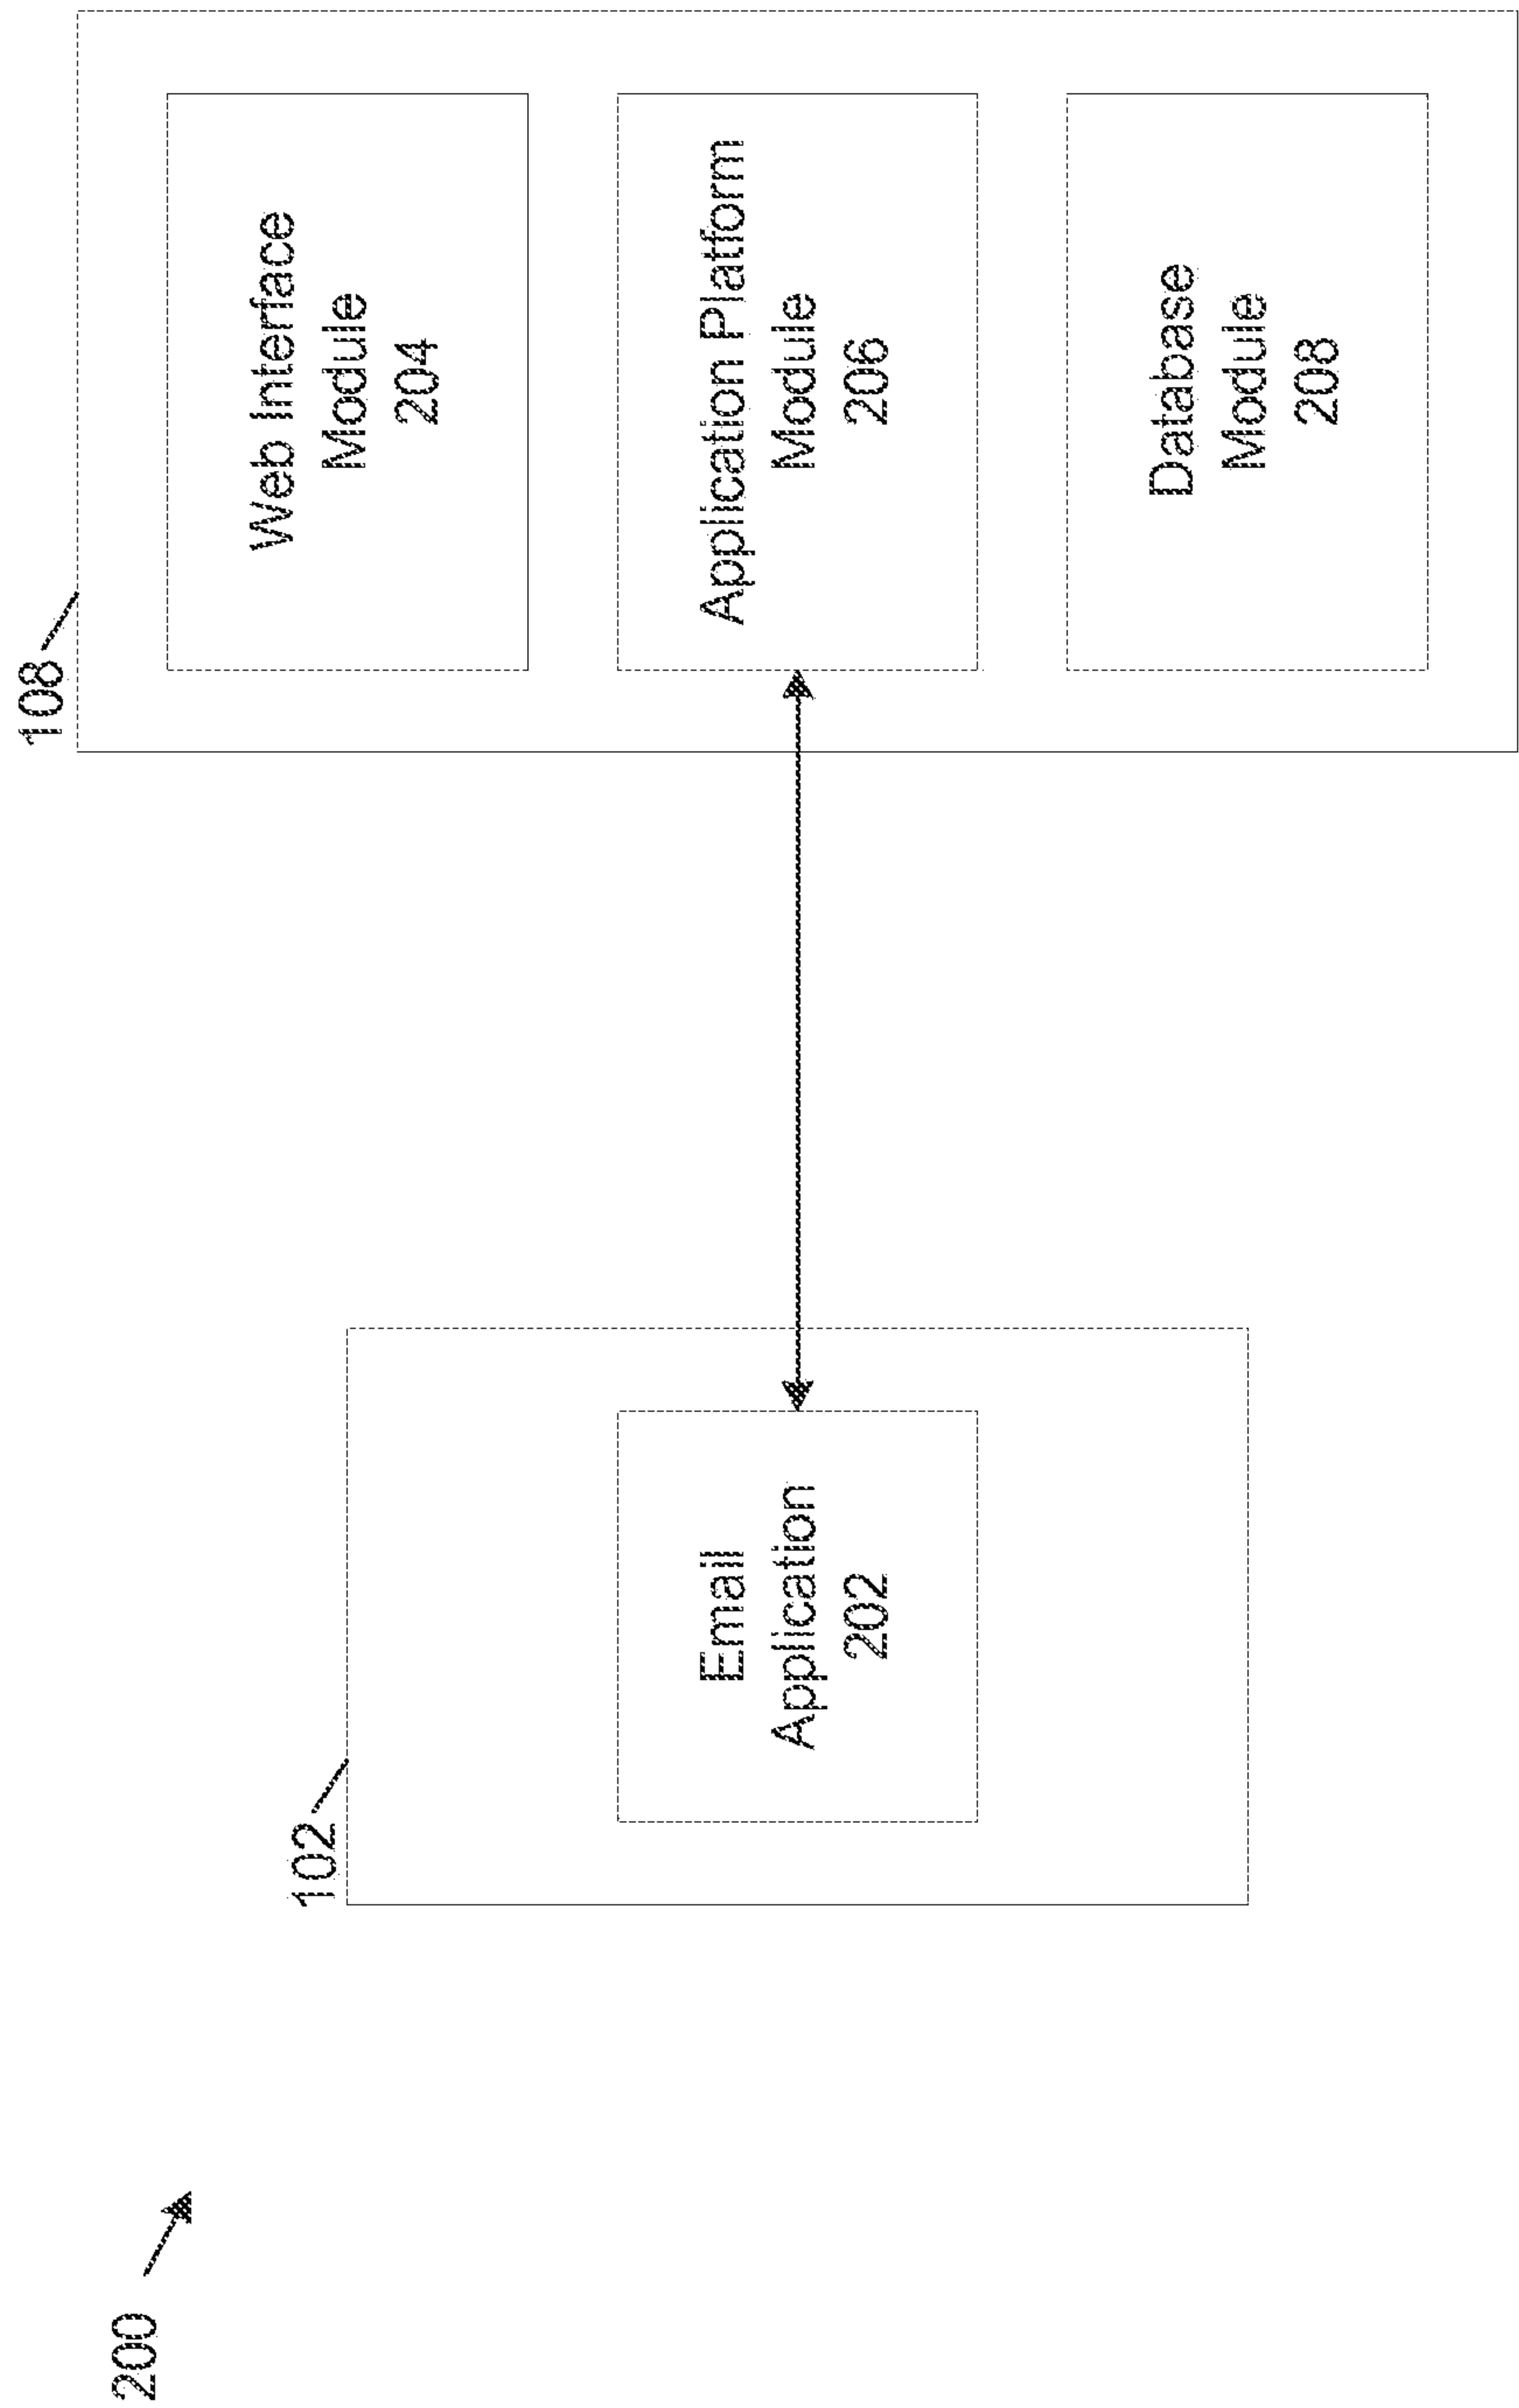 200
102
Email
Application
202
108
Web Interface
Module
204
Application Platform
Module
206
Database
Module
208